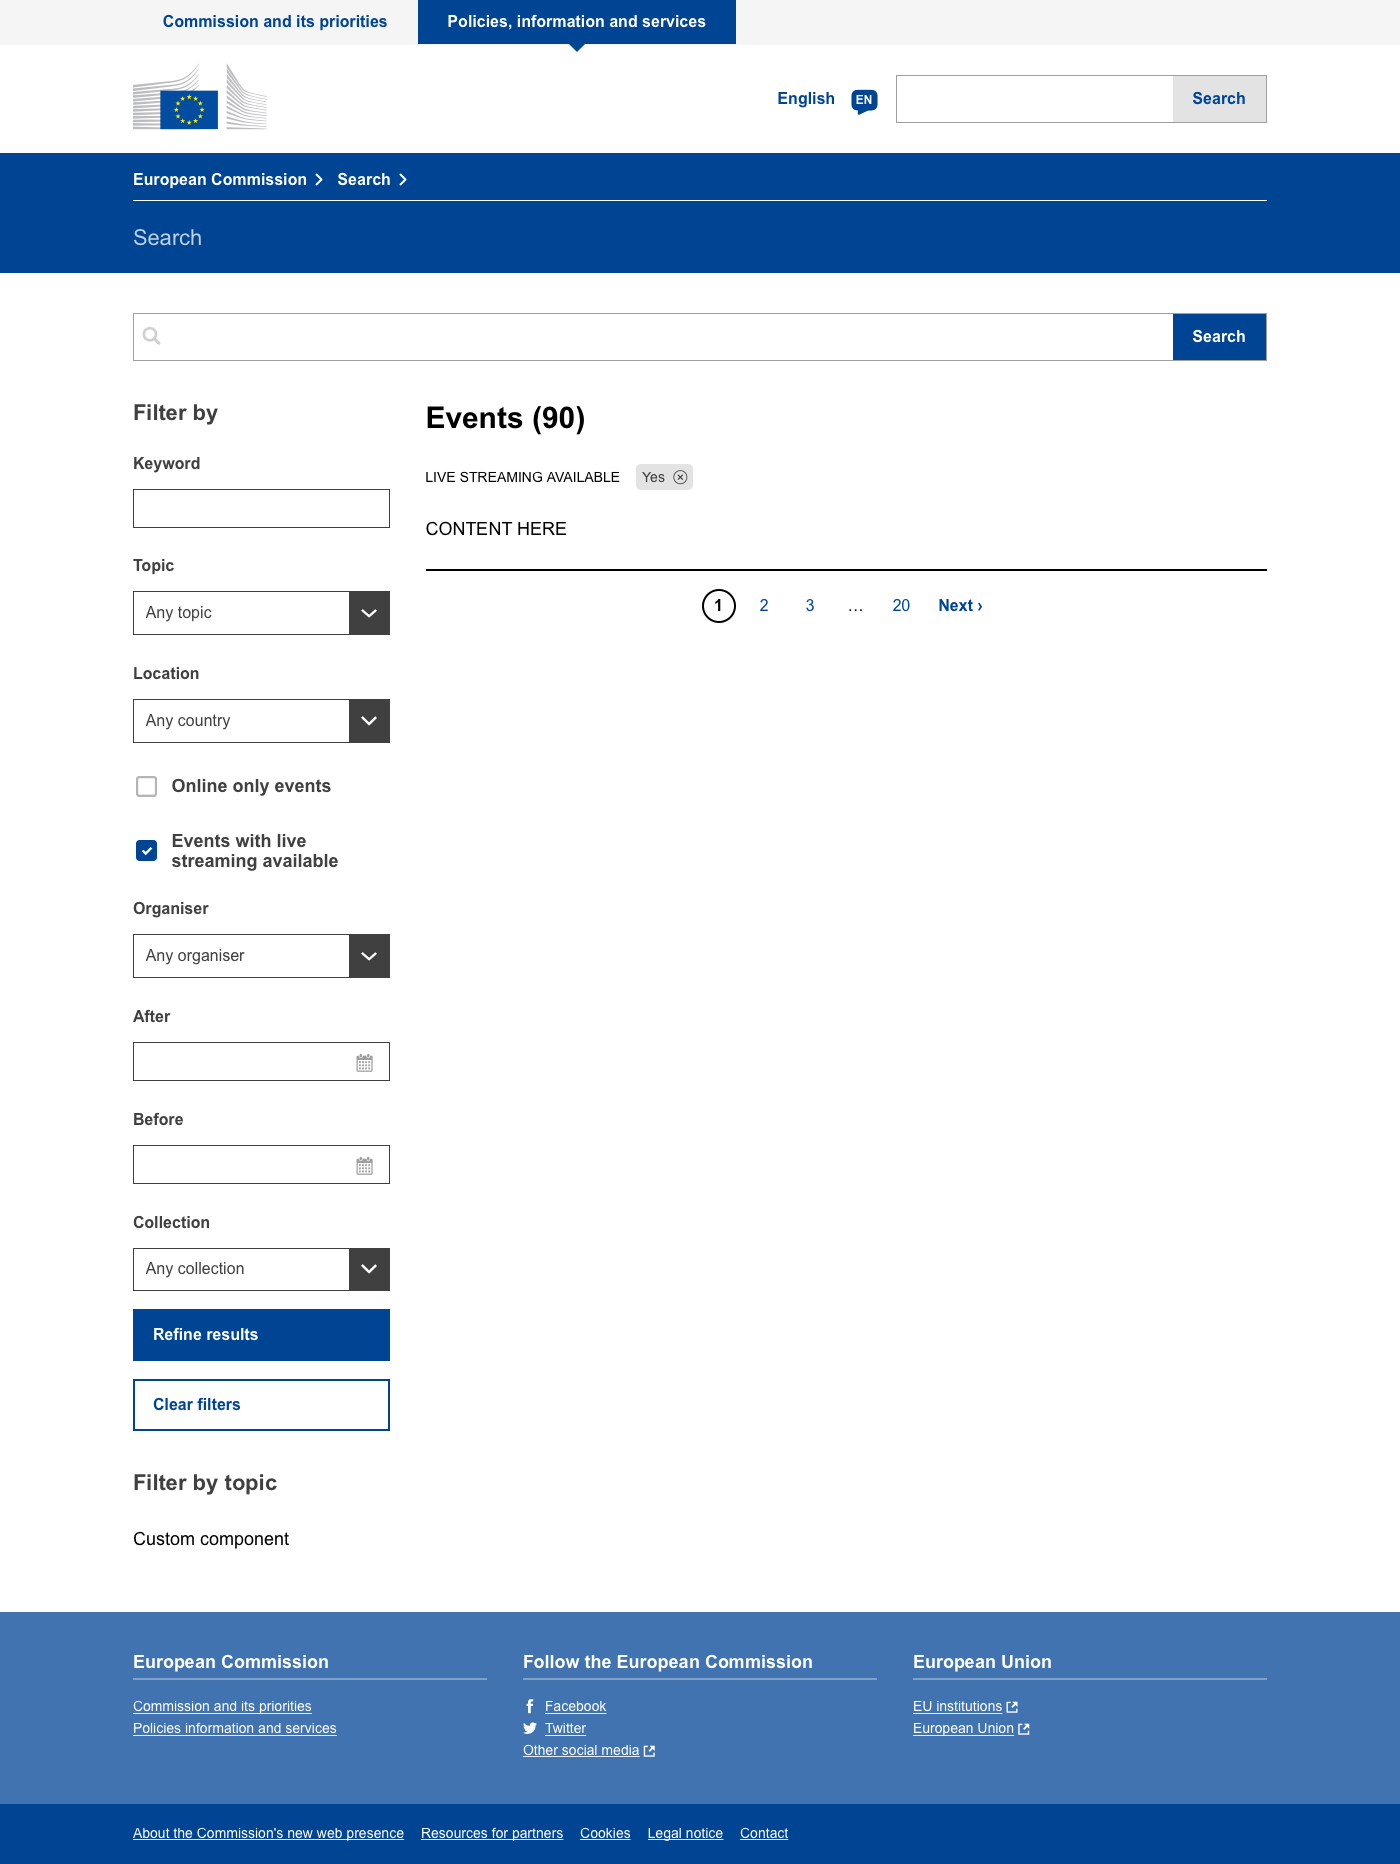 Commission and its priorities
Policies, information and services
English
EN
Search
European Commission
Search
Search
Search
Filter by
Keyword
Topic
Any topic
Location
Any country
Online only events
Events with live
streaming available
Organiser
Any organiser
After
Before
Collection
Any collection
Refine results
Clear filters
Filter by topic
Custom component
Events (90)
LIVE STREAMING AVAILABLE Yes
CONTENT HERE
1 2 3 … 20 Next ›
European Commission
Commission and its priorities
Policies information and services
Follow the European Commission
Facebook
Twitter
Other social media
European Union
EU institutions
European Union
About the Commission's new web presence Resources for partners Cookies Legal notice Contact